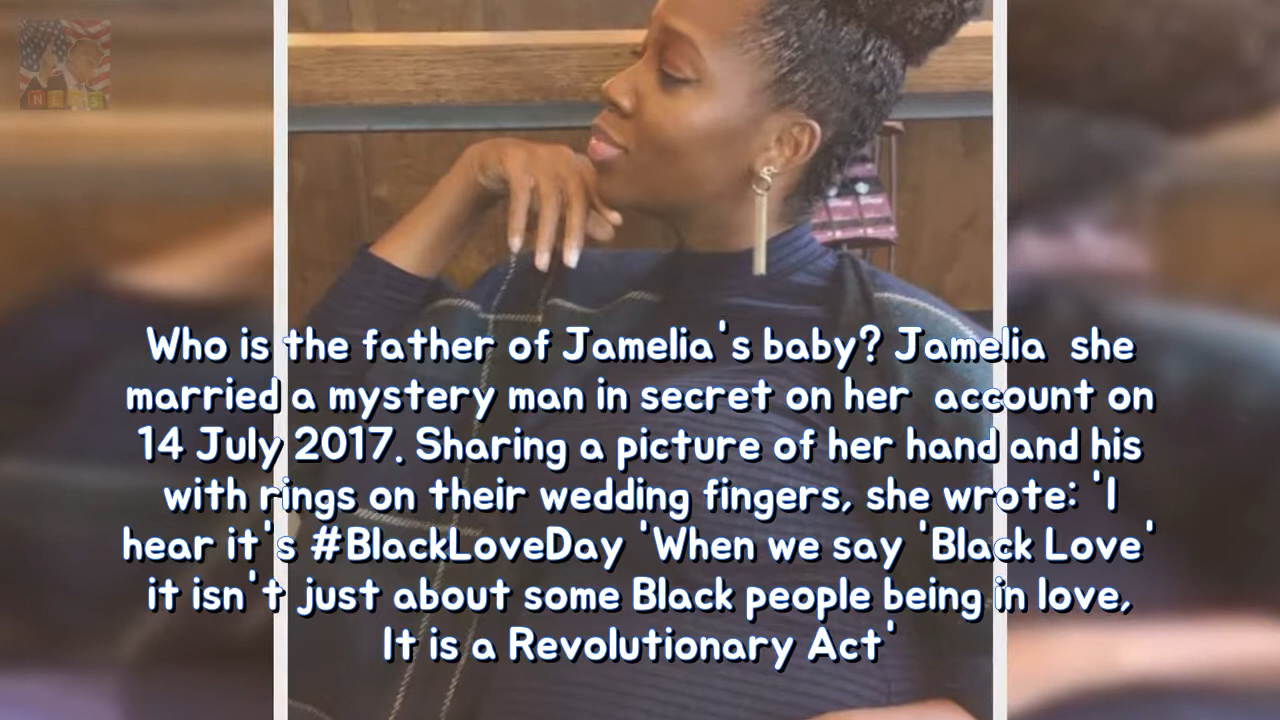 NEWS
Who is the father of Jamelia's baby? Jamelia  she
married a mystery man in secret on her  account on
14 July 2017. Sharing a picture of her hand and his
with rings on their wedding fingers, she wrote: 'I
hear it's #BlackLoveDay 'When we say 'Black Love'
it isn't just about some Black people being in love,
It is a Revolutionary Act'